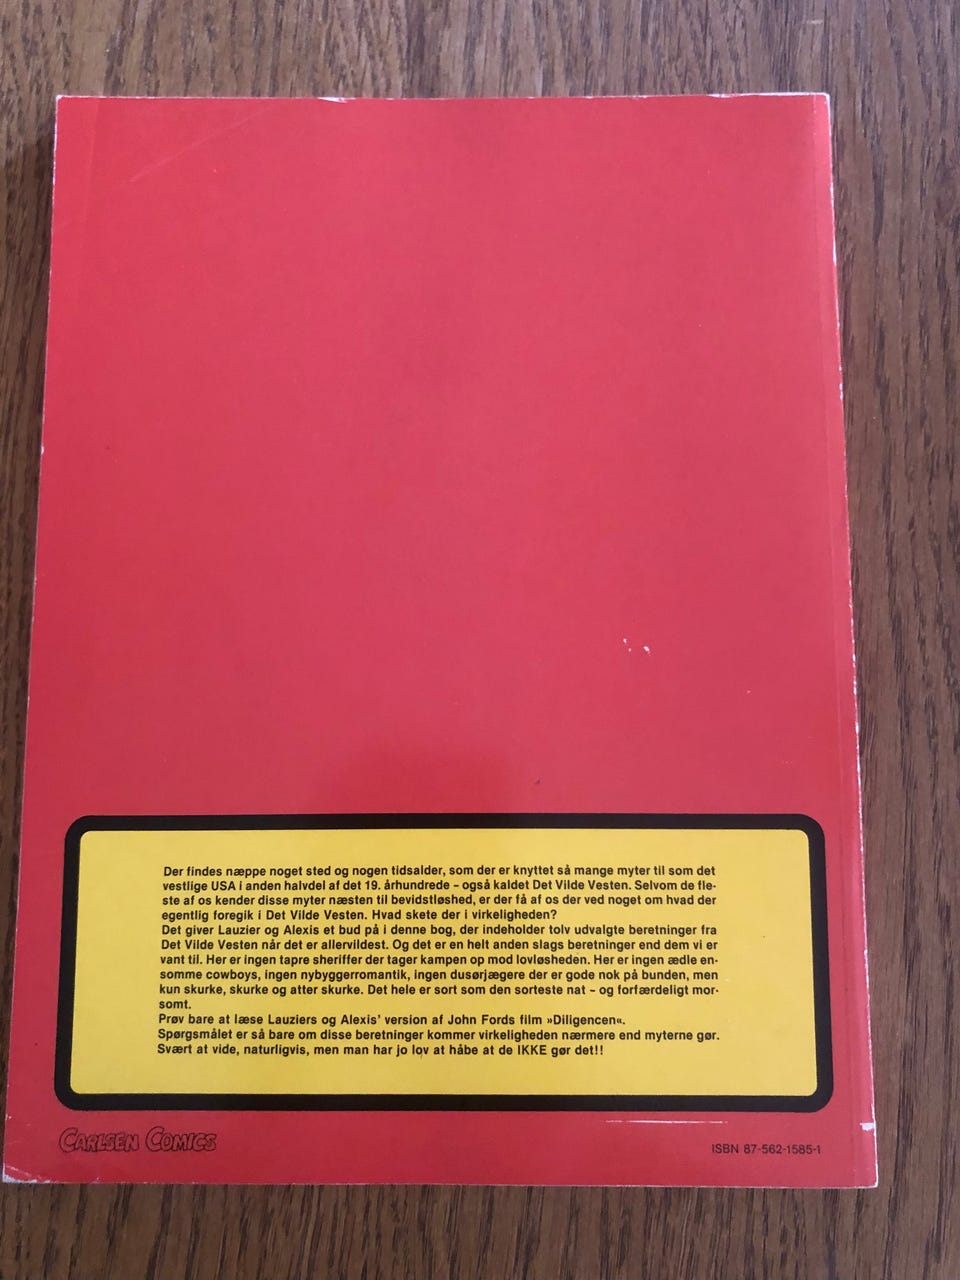 Der findes næppe noget sted og nogen tidsalder, som der er knyttet så mange myter til som det
vestlige USA i anden halvdel af det 19. århundrede – også kaldet Det Vilde Vesten. Selvom de fle-
ste af os kender disse myter næsten til bevidstløshed, er der få af os der ved noget om hvad der
egentlig foregik i Det Vilde Vesten. Hvad skete der i virkeligheden?
Det giver Lauzier og Alexis et bud på i denne bog, der indeholder tolv udvalgte beretninger fra
Det Vilde Vesten når det er allervildest. Og det er en helt anden slags beretninger end dem vi er
vant til. Her er ingen tapre sheriffer der tager kampen op mod lovløsheden. Her er ingen ædle en-
somme cowboys, ingen nybyggerromantik, ingen dusørjægere der er gode nok på bunden, men
kun skurke, skurke og atter skurke. Det hele er sort som den sorteste nat – og forfærdeligt mor-
somt.
Prøv bare at læse Lauziers og Alexis' version af John Fords film »Diligencen«.
Spørgsmålet er så bare om disse beretninger kommer virkeligheden nærmere end myterne gør.
Svært at vide, naturligvis, men man har jo lov at håbe at de IKKE gør det!!
CARLSEN COMICS
ISBN 87-562-1585-1